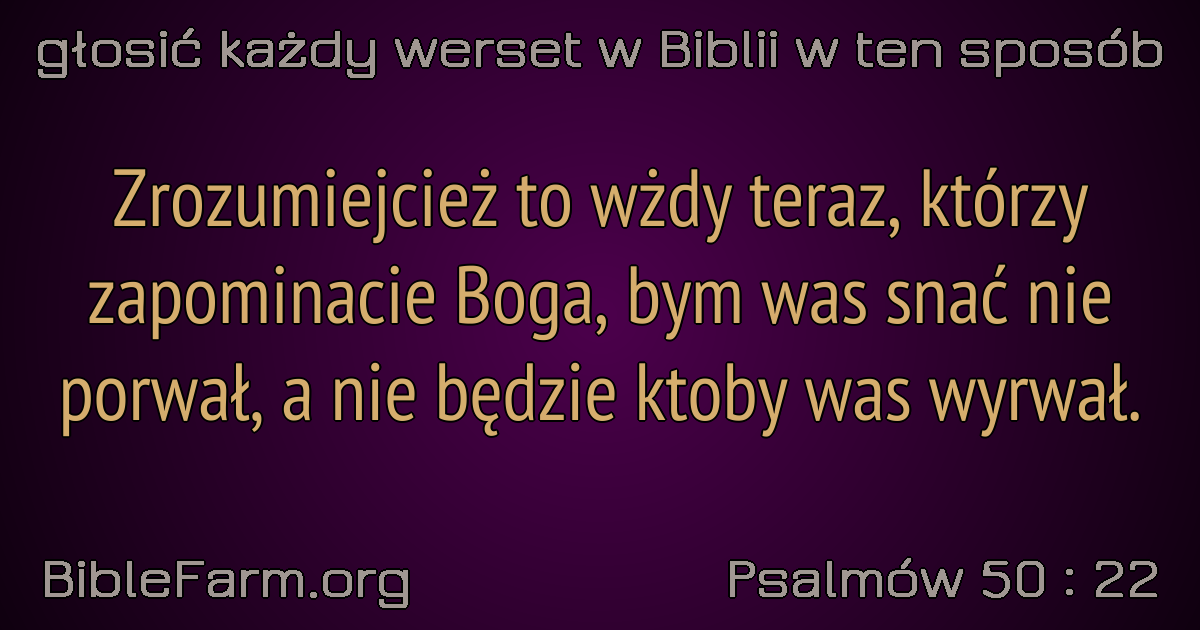 głosić każdy werset w Biblii w ten sposób
Zrozumiejcież to wżdy teraz, którzy
zapominacie Boga, bym was snać nie
porwał, a nie będzie ktoby was wyrwał.
BibleFarm.org
Psalmów 50 : 22